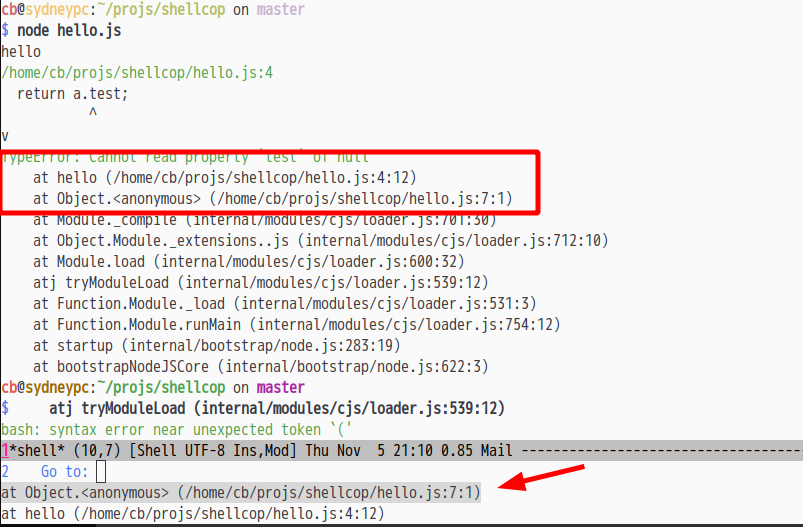 cb@sydneypc:~/projs/shellcop on master
$ node hello.js
hello
/home/cb/projs/shellcop/hello.js:4
return a.test;
^
v
TypeError: Cannot read property `test` of null
at hello (/home/cb/projs/shellcop/hello.js:4:12)
at Object.<anonymous> (/home/cb/projs/shellcop/hello.js:7:1)
at Module._compile (internal/modules/cjs/loader.js:701:30)
at Object.Module._extensions..js (internal/modules/cjs/loader.js:712:10)
at Module.load (internal/modules/cjs/loader.js:600:32)
atj tryModuleLoad (internal/modules/cjs/loader.js:539:12)
at Function.Module._load (internal/modules/cjs/loader.js:531:3)
at Function.Module.runMain (internal/modules/cjs/loader.js:754:12)
at startup (internal/bootstrap/node.js:283:19)
at bootstrapNodeJSCore (internal/bootstrap/node.js:622:3)
cb@sydneypc:~/projs/shellcop on master
$ atj tryModuleLoad (internal/modules/cjs/loader.js:539:12)
bash: syntax error near unexpected token `('
1*shell* (10,7) [Shell UTF-8 Ins,Mod] Thu Nov 5 21:10 0.85 Mail ------------------------------------
2 Go to:
at Object.<anonymous> (/home/cb/projs/shellcop/hello.js:7:1)
at hello (/home/cb/projs/shellcop/hello.js:4:12)